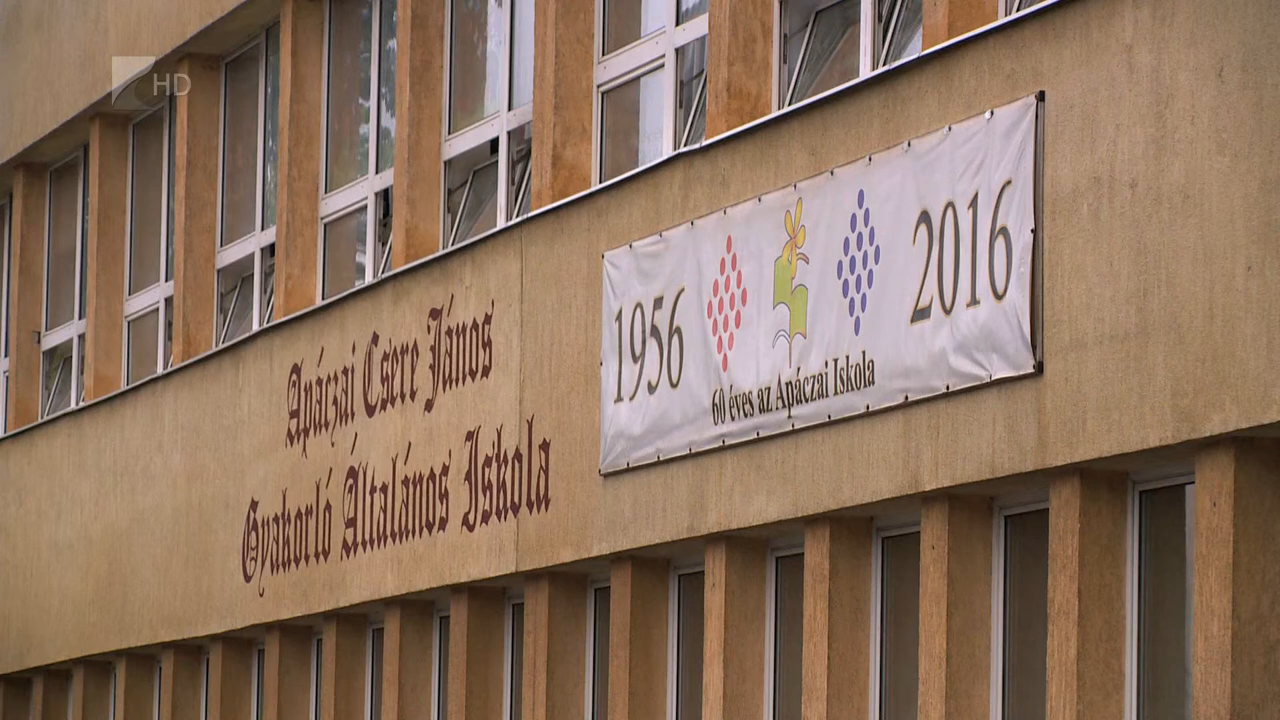 HD
Apáczai Csere János
Gyakorló Általános Iskola
1956
2016
60 éves az Apáczai Iskola